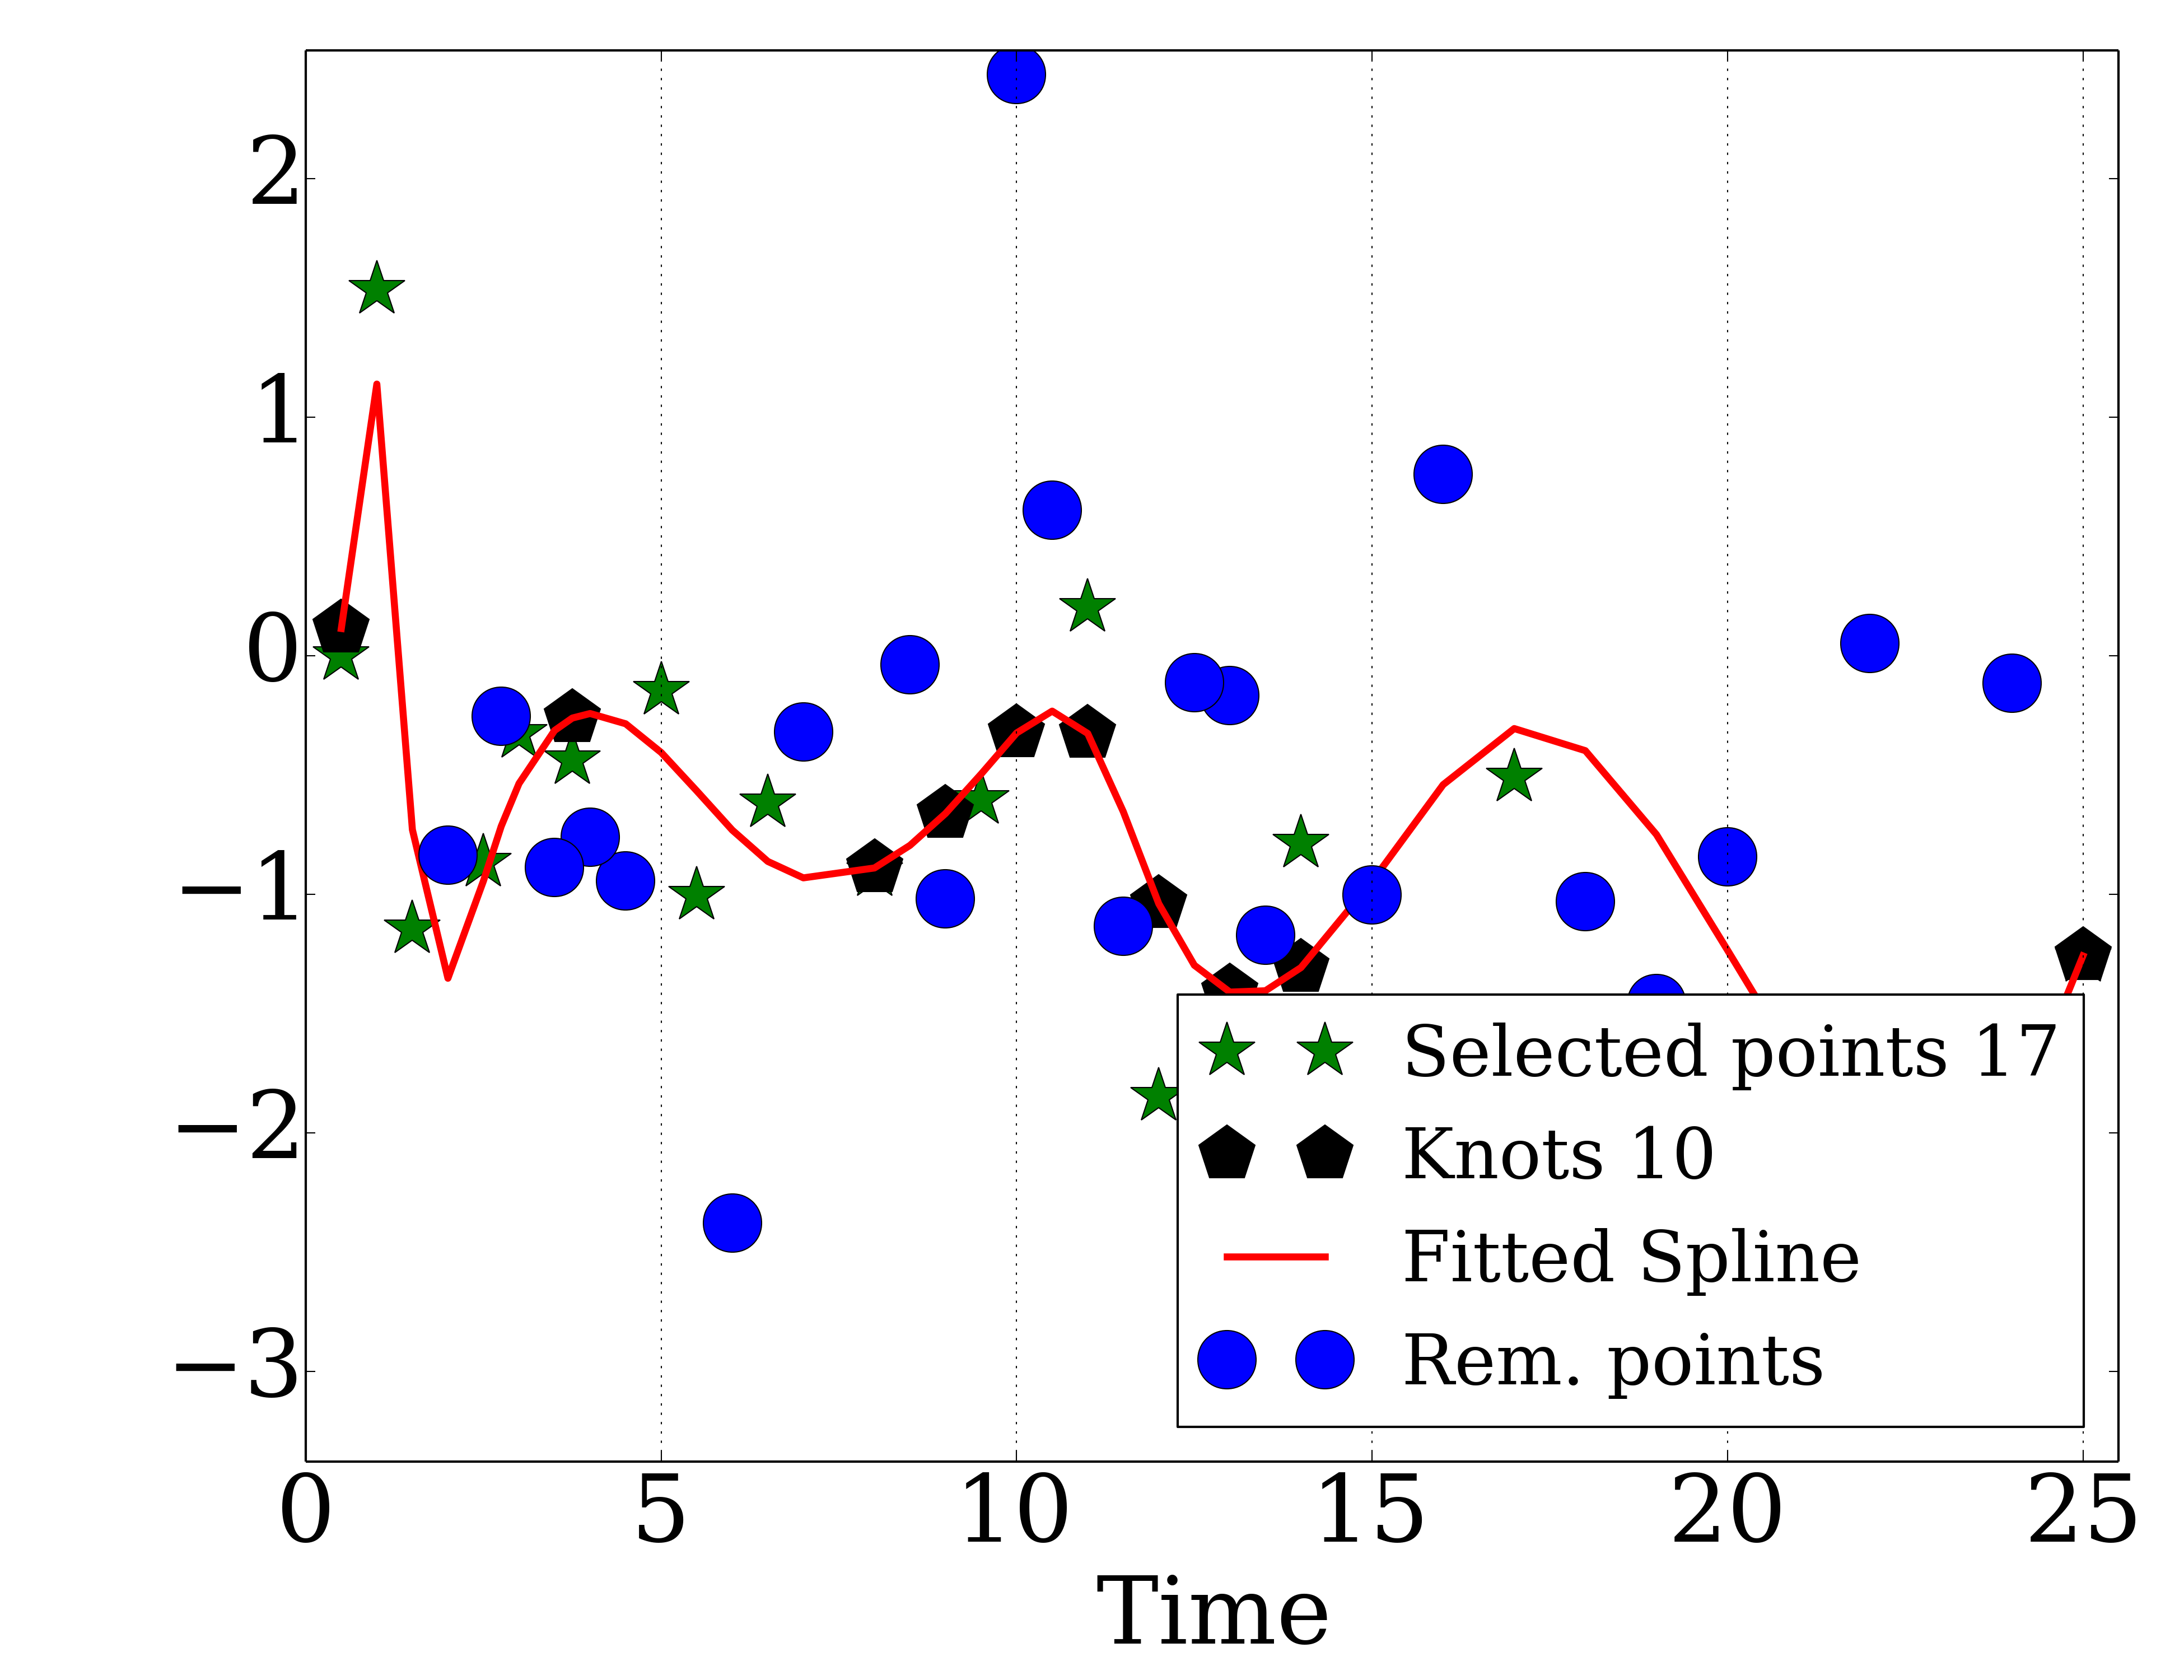 2
1
0
−1
−2
−3
0 5 10 15 20 25
Time
Selected points 17
Knots 10
Fitted Spline
Rem. points